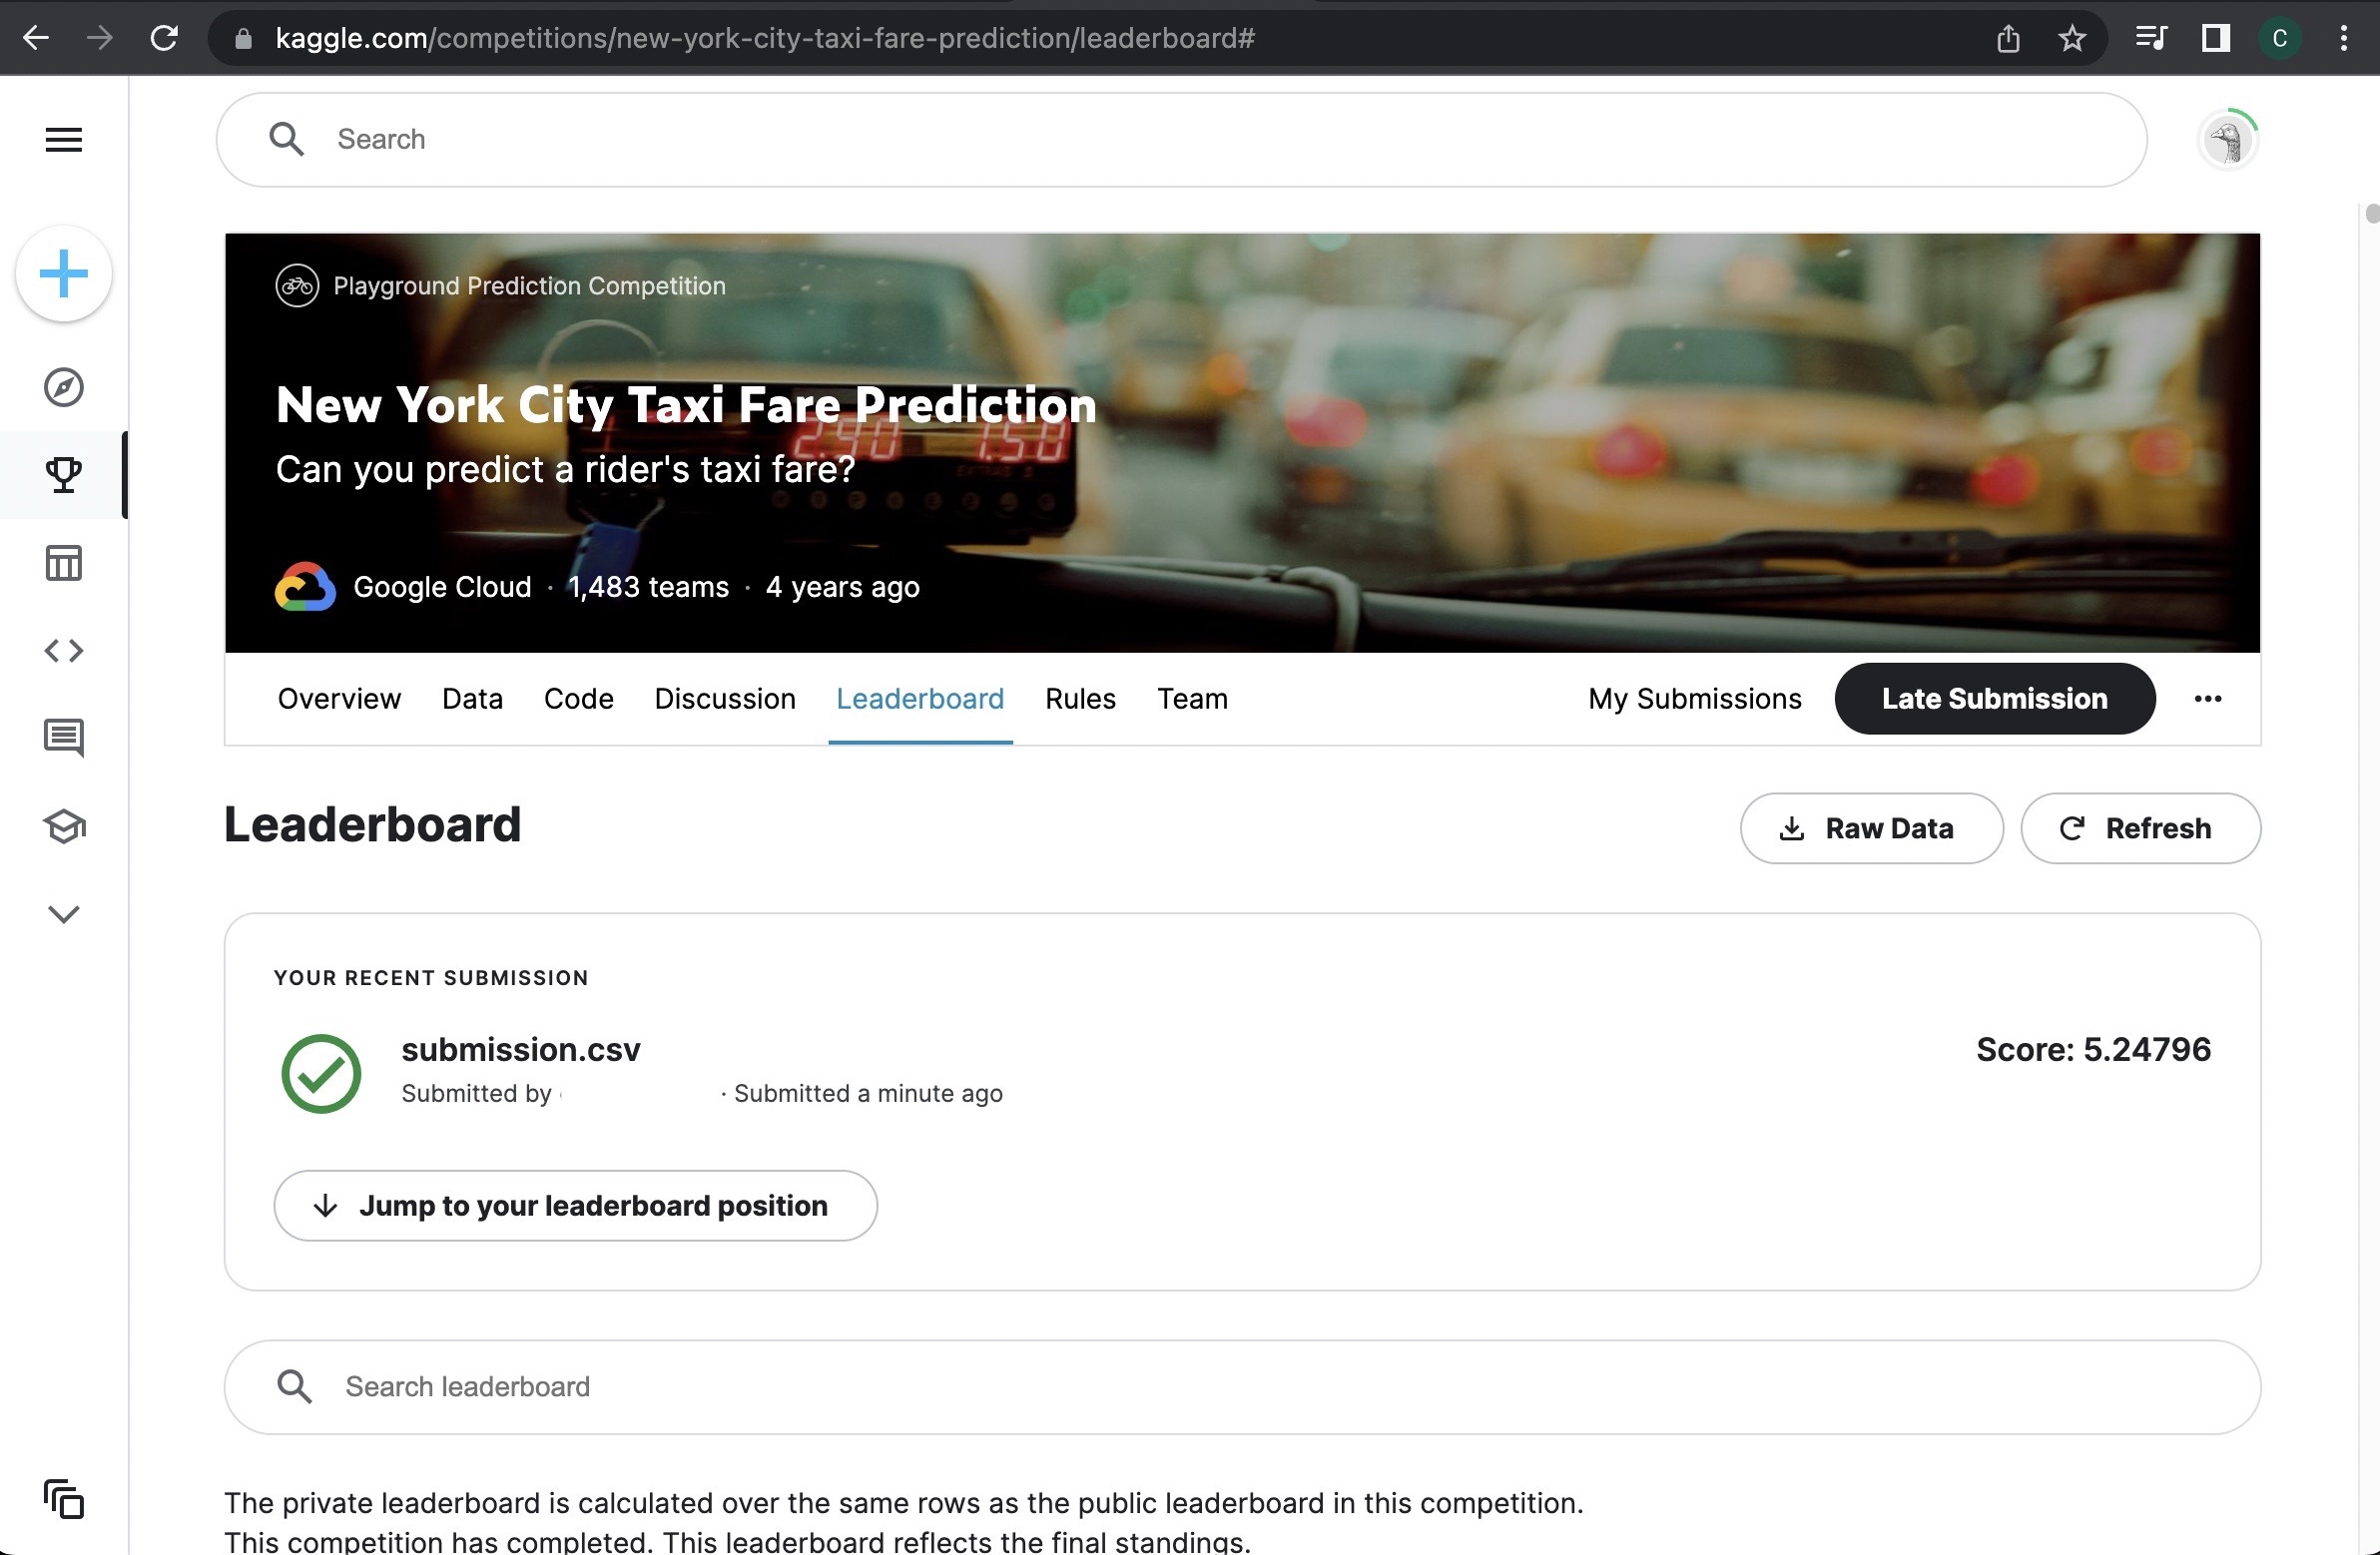 kaggle.com/competitions/new-york-city-taxi-fare-prediction/leaderboard#
C
Search
Playground Prediction Competition
New York City Taxi Fare Prediction
2.90 1.50
Can you predict a rider's taxi fare?
Google Cloud · 1,483 teams · 4 years ago
Overview Data Code Discussion Leaderboard Rules Team My Submissions Late Submission
Leaderboard
Raw Data Refresh
YOUR RECENT SUBMISSION
submission.csv Score: 5.24796
Submitted by · Submitted a minute ago
Jump to your leaderboard position
Search leaderboard
The private leaderboard is calculated over the same rows as the public leaderboard in this competition.
This competition has completed. This leaderboard reflects the final standings.